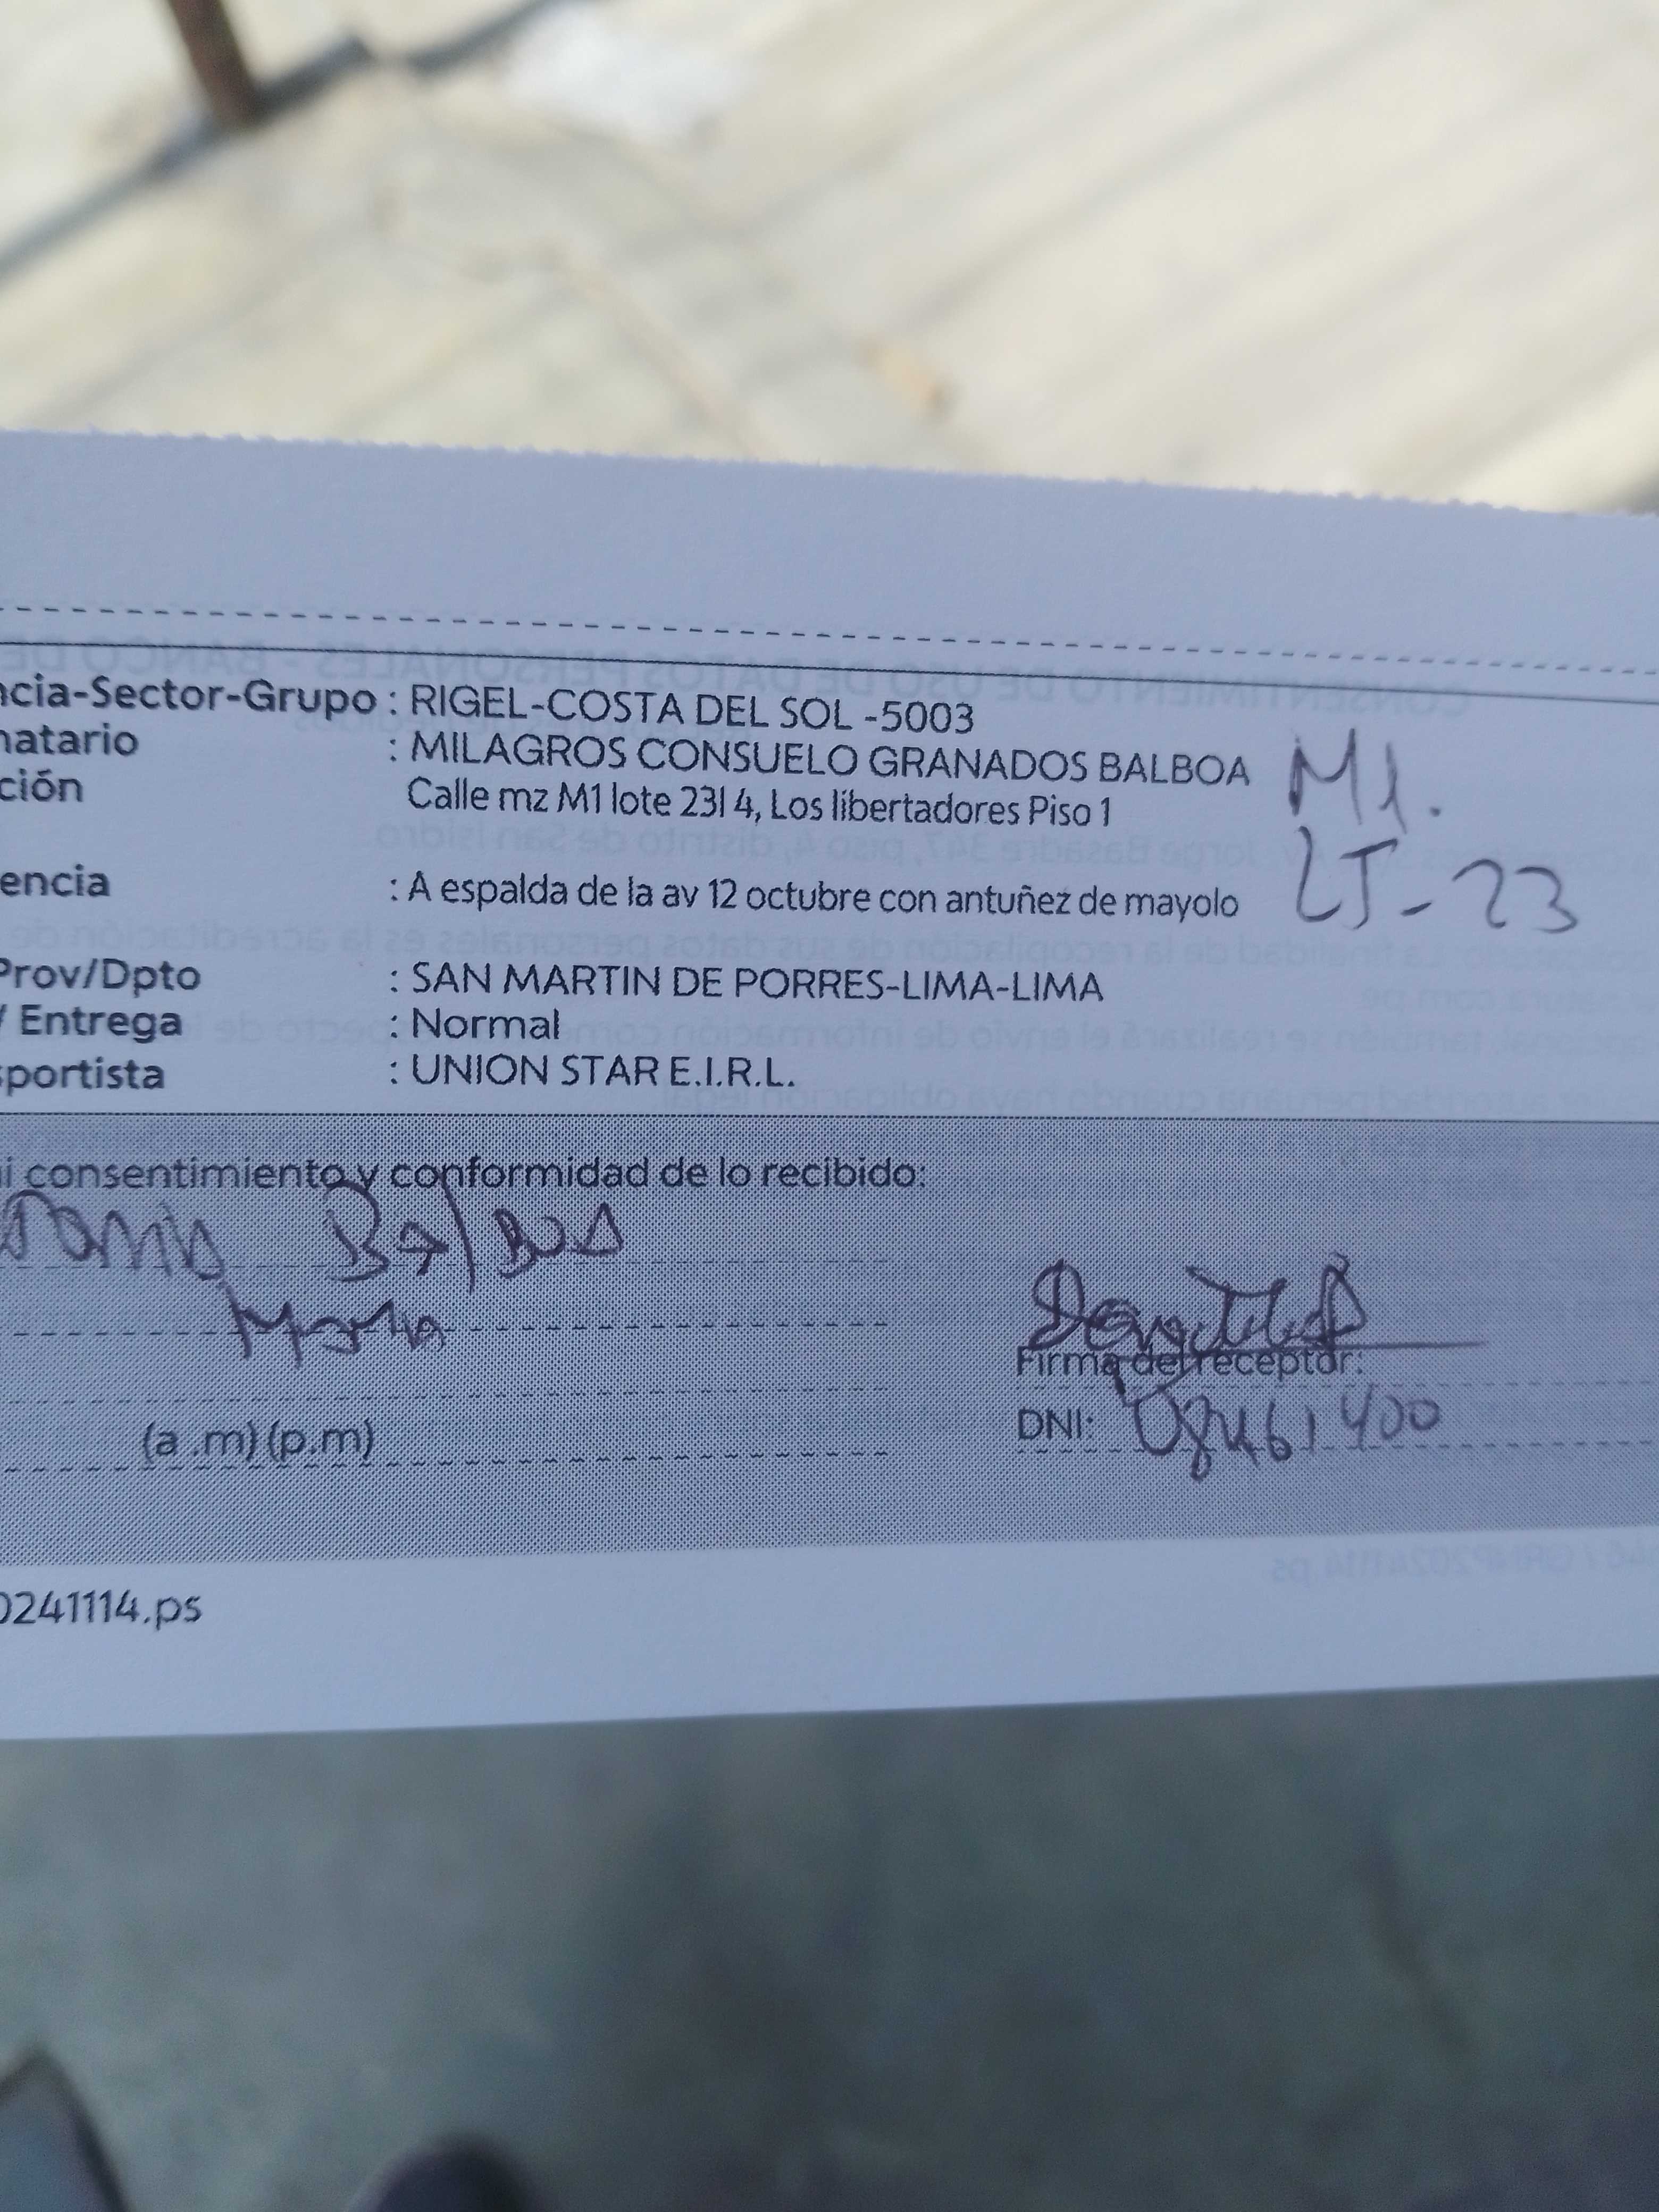 ncia-Sector-Grupo : RIGEL-COSTA DEL SOL -5003
natario : MILAGROS CONSUELO GRANADOS BALBOA M1.
ción Calle mz M1 lote 23l 4, Los libertadores Piso 1
LT-23
encia : A espalda de la av 12 octubre con antuñez de mayolo
Prov/Dpto : SAN MARTIN DE PORRES-LIMA-LIMA
/ Entrega : Normal
sportista : UNION STAR E.I.R.L.
i consentimiento y conformidad de lo recibido:
Balboa
Mama
Firma del receptor:
(a .m) (p.m) DNI: 08461400
0241114.ps